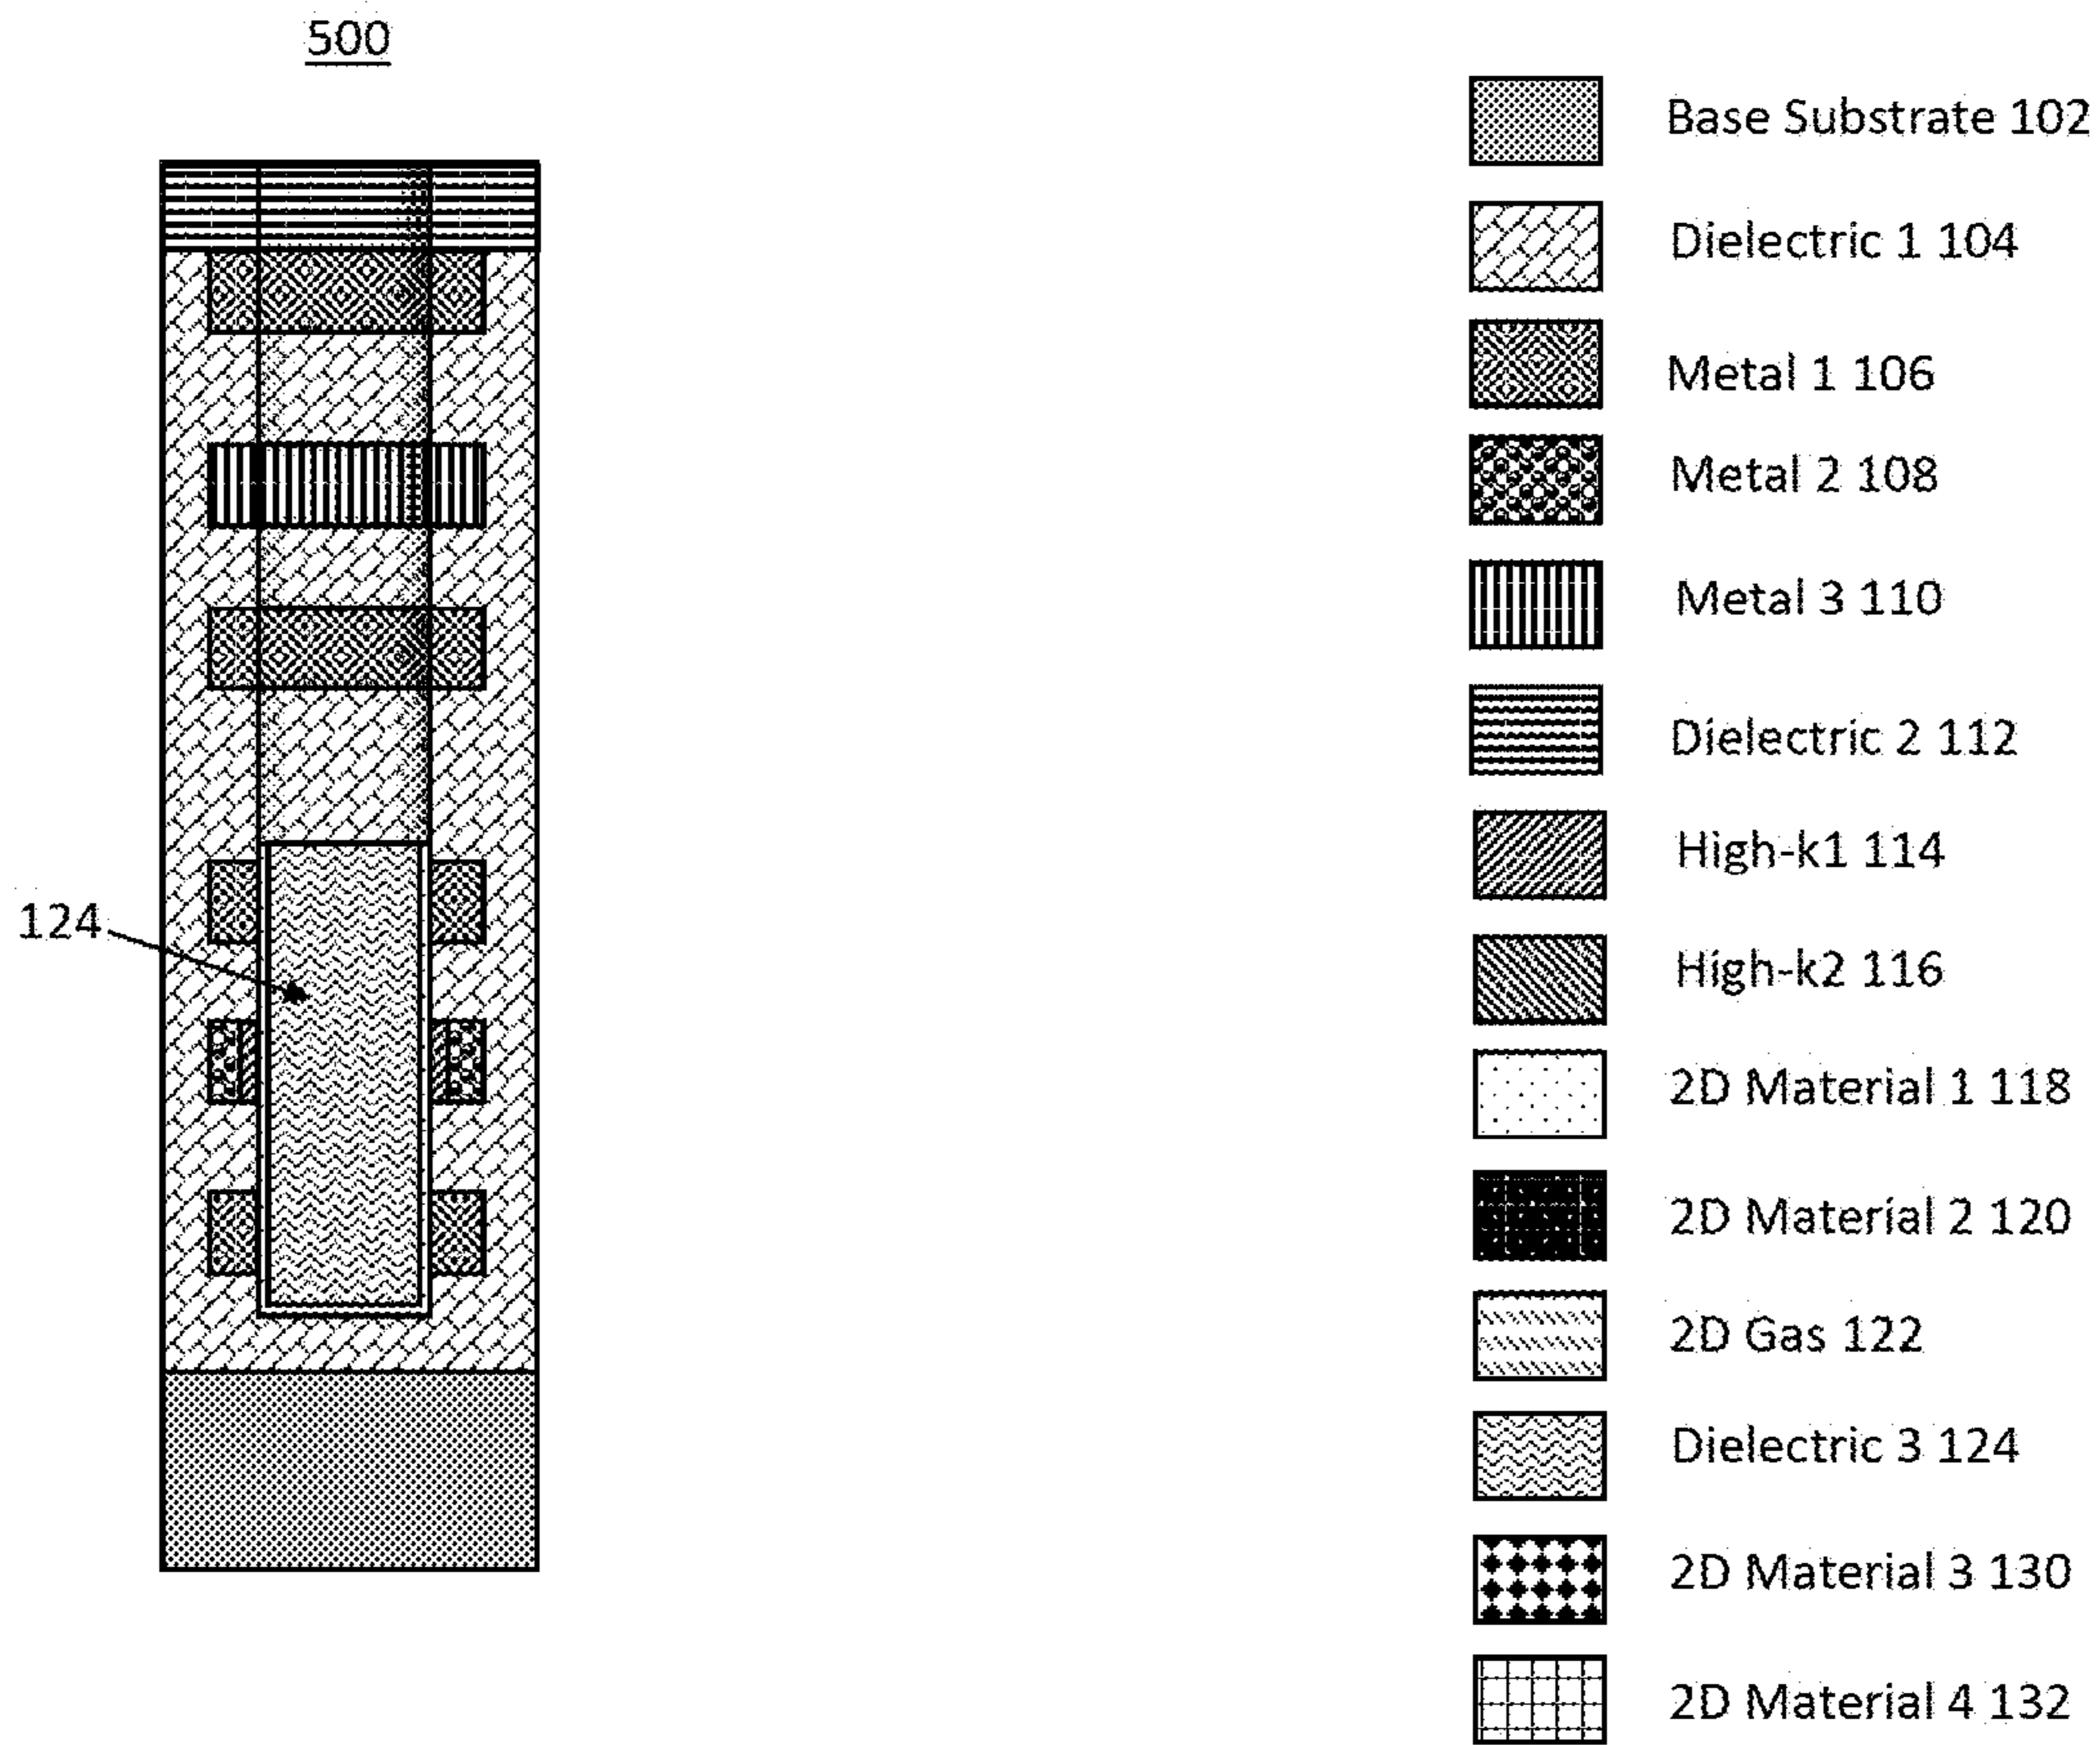 500
124
Base Substrate 102
Dielectric 1 104
Metal 1 106
Metal 2 108
Metal 3 110
Dielectric 2 112
High-k1 114
High-k2 116
2D Material 1 118
2D Material 2 120
2D Gas 122
Dielectric 3 124
2D Material 3 130
2D Material 4 132